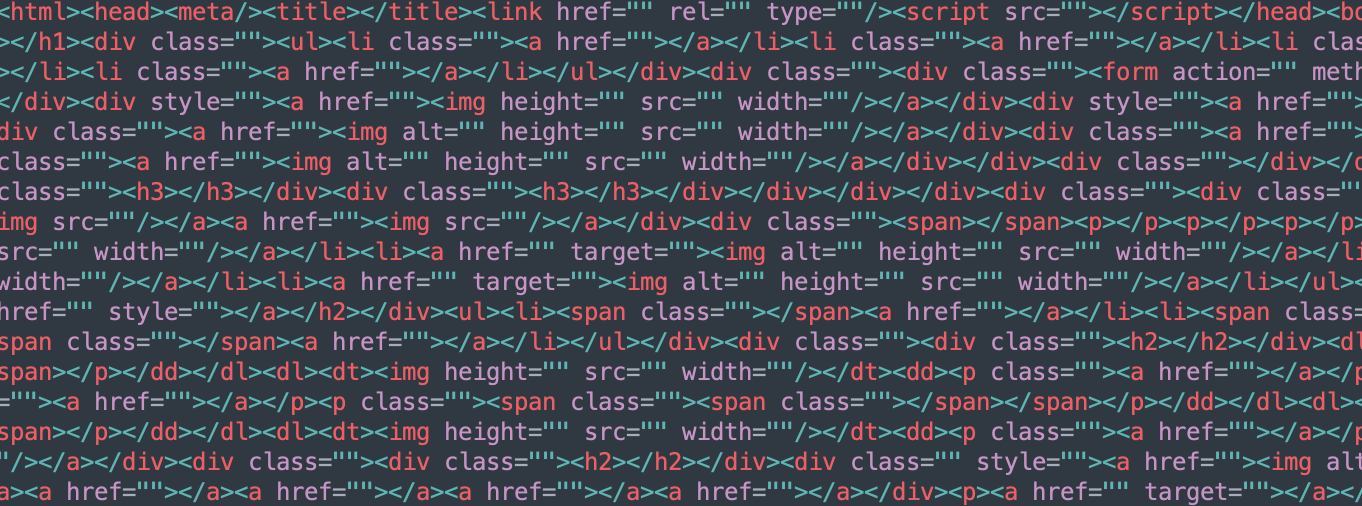 <html><head><meta/><title></title><link href="" rel="" type=""/><script src=""></script></head><bo
></h1><div class=""><ul><li class=""><a href=""></a></li><li class=""><a href=""></a></li><li clas
></li><li class=""><a href=""></a></li></ul></div><div class=""><div class=""><form action="" meth
</div><div style=""><a href=""><img height="" src="" width=""/></a></div><div style=""><a href="">
div class=""><a href=""><img alt="" height="" src="" width=""/></a></div><div class=""><a href="">
class=""><a href=""><img alt="" height="" src="" width=""/></a></div></div><div class=""></div></d
class=""><h3></h3></div><div class=""><h3></h3></div></div></div></div><div class=""><div class=""
img src=""/></a><a href=""><img src=""/></a></div><div class=""><span></span><p></p><p></p><p></p>
src="" width=""/></a></li><li><a href="" target=""><img alt="" height="" src="" width=""/></a></li
width=""/></a></li><li><a href="" target=""><img alt="" height="" src="" width=""/></a></li></ul><
href="" style=""></a></h2></div><ul><li><span class=""></span><a href=""></a></li><li><span class=
span class=""></span><a href=""></a></li></ul></div><div class=""><div class=""><h2></h2></div><dl
span></p></dd></dl><dl><dt><img height="" src="" width=""/></dt><dd><p class=""><a href=""></a></p
=""><a href=""></a></p><p class=""><span class=""><span class=""></span></span></p></dd></dl><dl><
span></p></dd></dl><dl><dt><img height="" src="" width=""/></dt><dd><p class=""><a href=""></a></p
"/></a></div><div class=""><div class=""><h2></h2></div><div class="" style=""><a href=""><img alt
a><a href=""></a><a href=""></a><a href=""></a><a href=""></a></div><p><a href="" target=""></a></